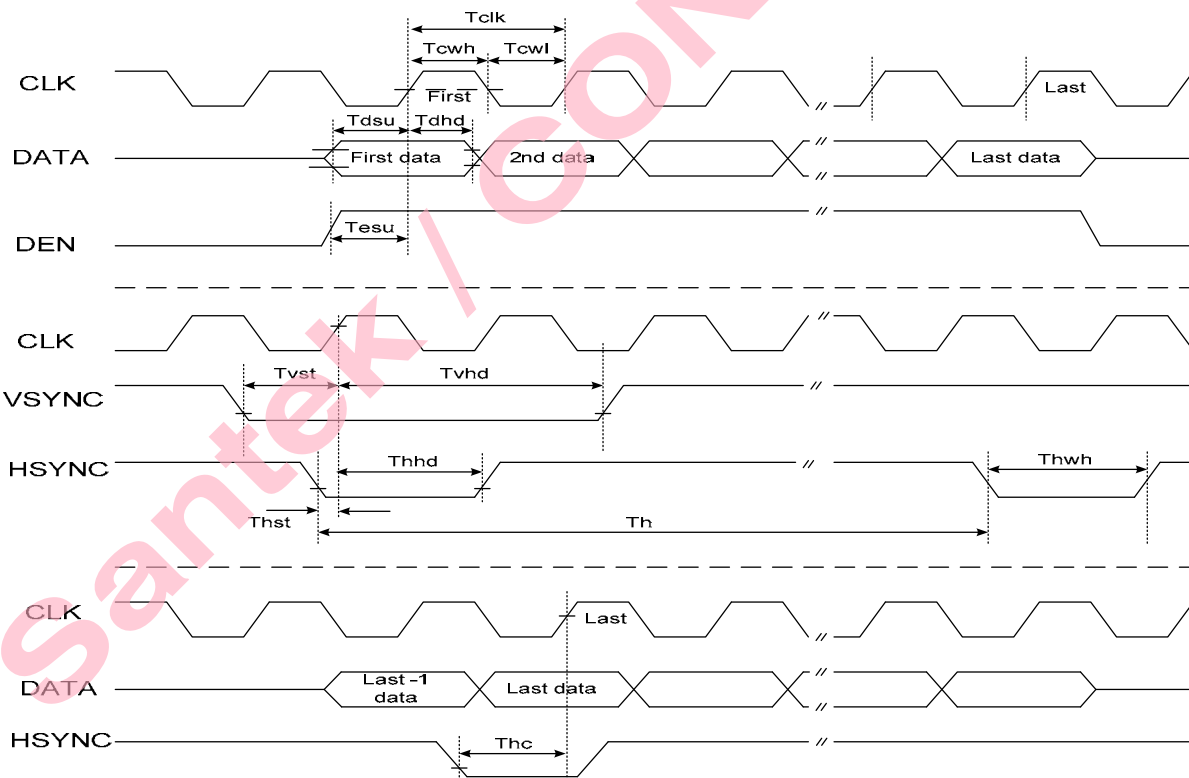 Tclk
Tcwh Tcwl
CLK First Last
Tdsu Tdhd
DATA First data 2nd data Last data
DEN Tesu
CLK
Tvst Tvhd
VSYNC
HSYNC Thhd Thwh
Thst Th
CLK Last
DATA Last -1 data Last data
HSYNC Thc
Santek / CON